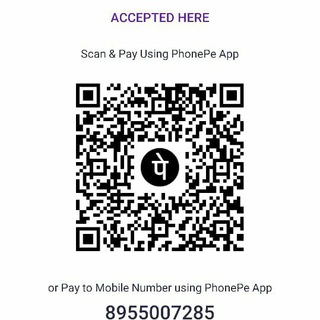 ACCEPTED HERE
Scan & Pay Using PhonePe App
पे
or Pay to Mobile Number using PhonePe App
8955007285